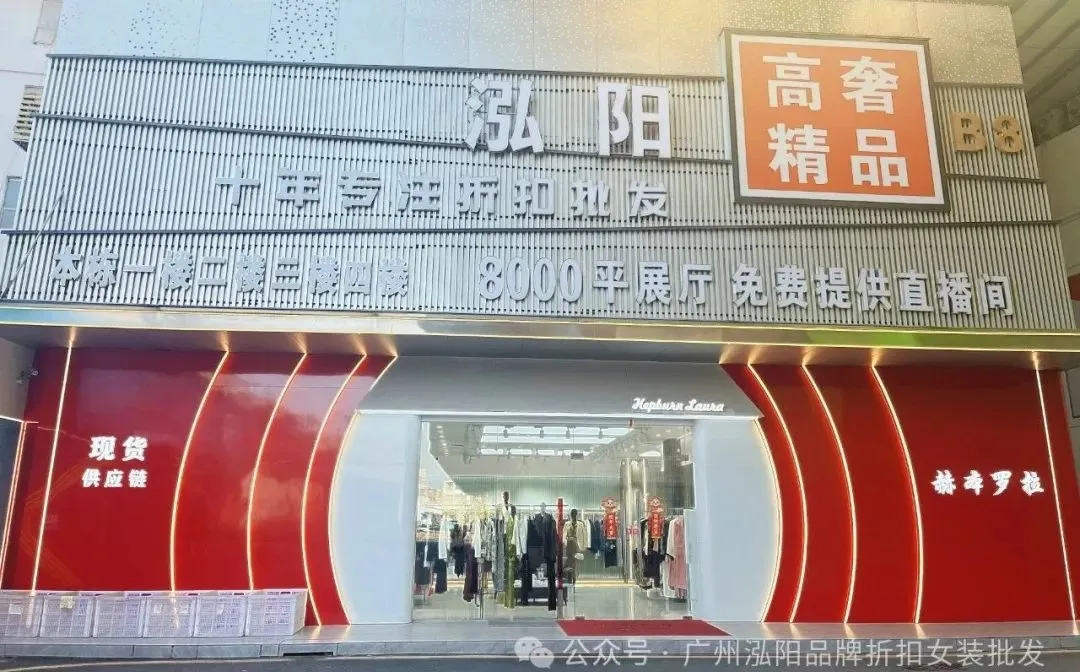 泓阳
高奢
精品
B8
十年专注折扣批发
本栋一楼二楼三楼四楼 8000平展厅 免费提供直播间
Hepburn Laura
现货
供应链
赫本罗拉
公众号 · 广州泓阳品牌折扣女装批发